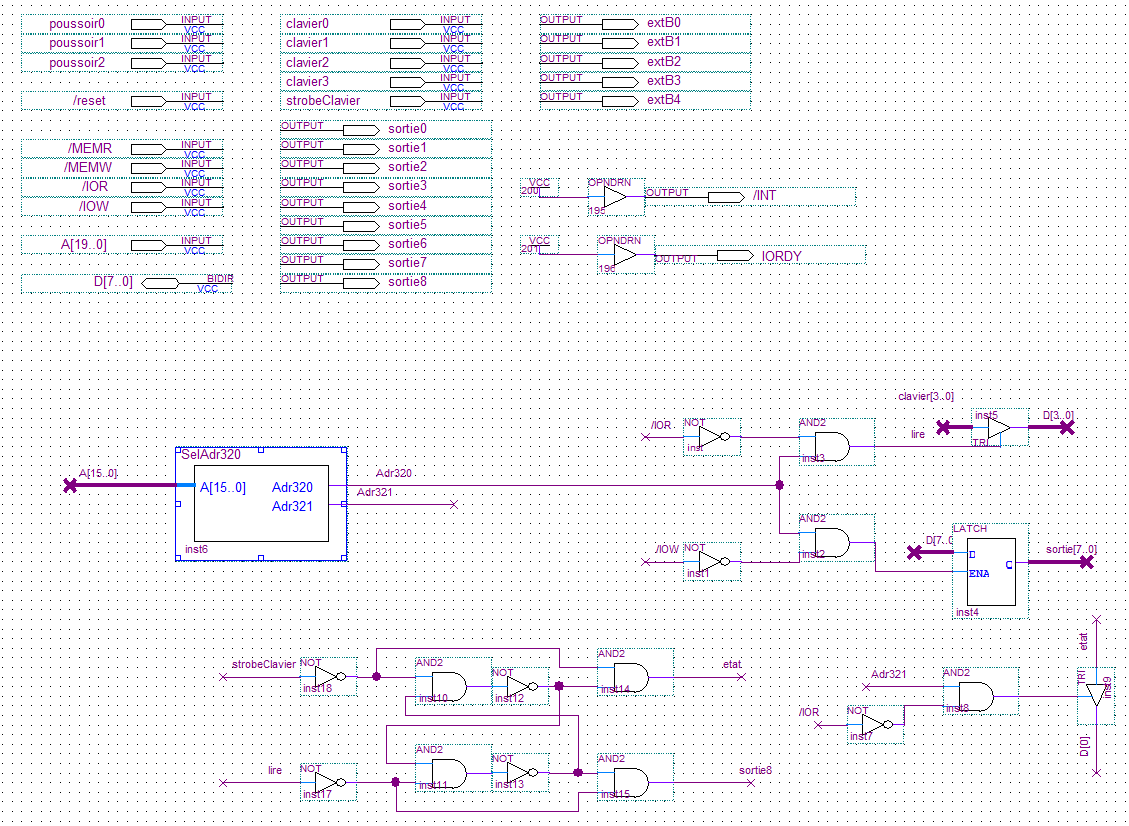 poussoir0 INPUT VCC
poussoir1 INPUT VCC
poussoir2 INPUT VCC
/reset INPUT VCC
/MEMR INPUT VCC
/MEMW INPUT VCC
/IOR INPUT VCC
/IOW INPUT VCC
A[19..0] INPUT VCC
D[7..0] BIDIR VCC
clavier0 INPUT VCC
clavier1 INPUT VCC
clavier2 INPUT VCC
clavier3 INPUT VCC
strobeClavier INPUT VCC
OUTPUT sortie0
OUTPUT sortie1
OUTPUT sortie2
OUTPUT sortie3
OUTPUT sortie4
OUTPUT sortie5
OUTPUT sortie6
OUTPUT sortie7
OUTPUT sortie8
OUTPUT extB0
OUTPUT extB1
OUTPUT extB2
OUTPUT extB3
OUTPUT extB4
VCC OPNDRN
200 OUTPUT /INT
195
VCC OPNDRN
201 OUTPUT IORDY
196
SelAdr320
A[15..0]
A[15..0] Adr320
Adr321
inst6
Adr320
Adr321
/IOR NOT
inst
AND2
inst3
lire
clavier[3..0]
inst5
TRI
D[3..0]
/IOW NOT
inst1
AND2
inst2
LATCH
D[7..0
D
ENA
Q
inst4
sortie[7..0]
strobeClavier NOT
inst18
AND2
inst10
NOT
inst12
AND2
inst14
etat
lire NOT
inst17
AND2
inst11
NOT
inst13
AND2
inst15
sortie8
Adr321 AND2
inst8
/IOR NOT
inst7
etat
TRI
inst9
D[0]